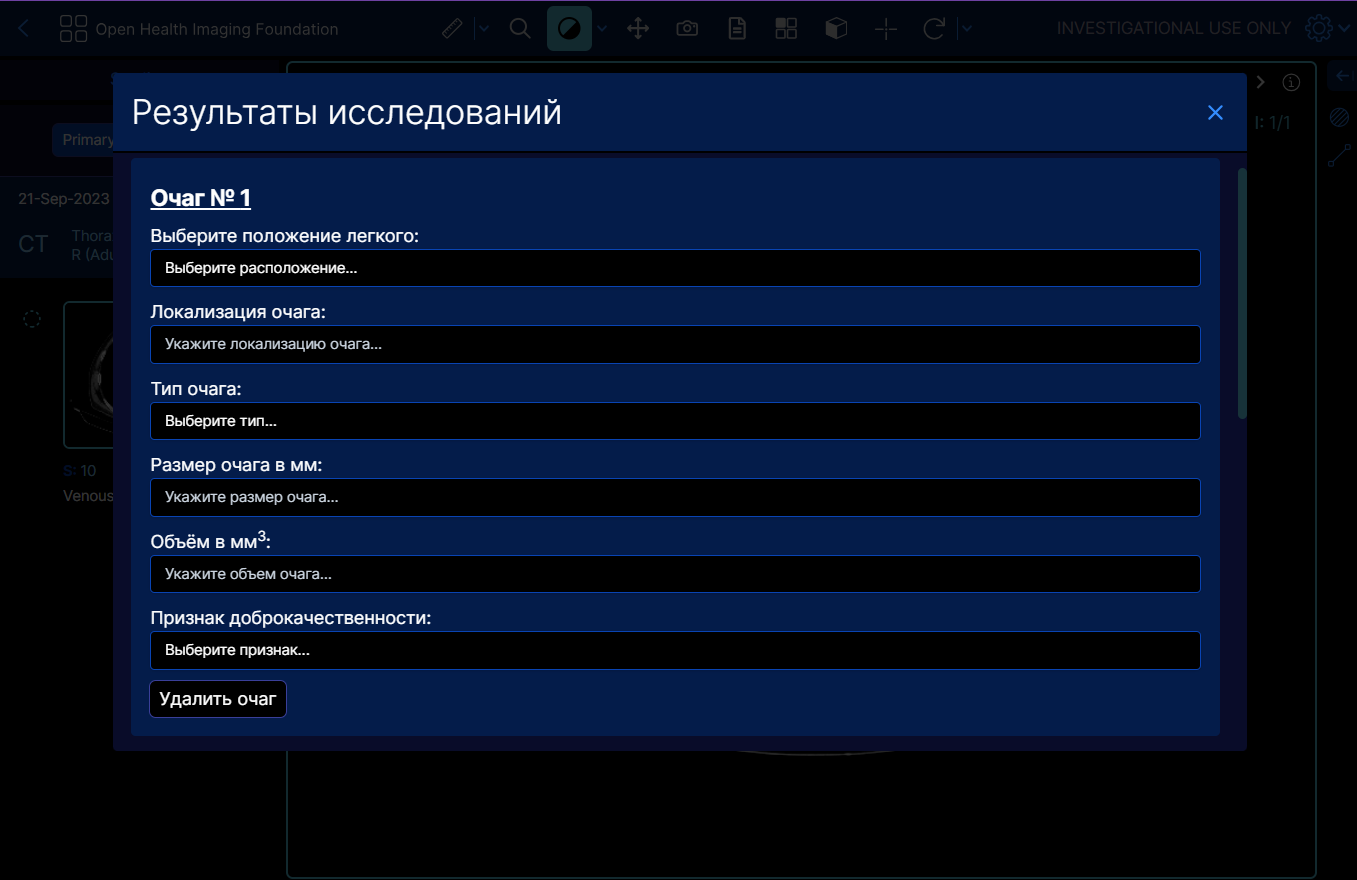 Open Health Imaging Foundation
INVESTIGATIONAL USE ONLY
Результаты исследований
I: 1/1
Primary
21-Sep-2023
CT
Thora
R (Adu
S: 10
Venous
Очаг № 1
Выберите положение легкого:
Выберите расположение...
Локализация очага:
Укажите локализацию очага...
Тип очага:
Выберите тип...
Размер очага в мм:
Укажите размер очага...
Объём в мм³:
Укажите объем очага...
Признак доброкачественности:
Выберите признак...
Удалить очаг